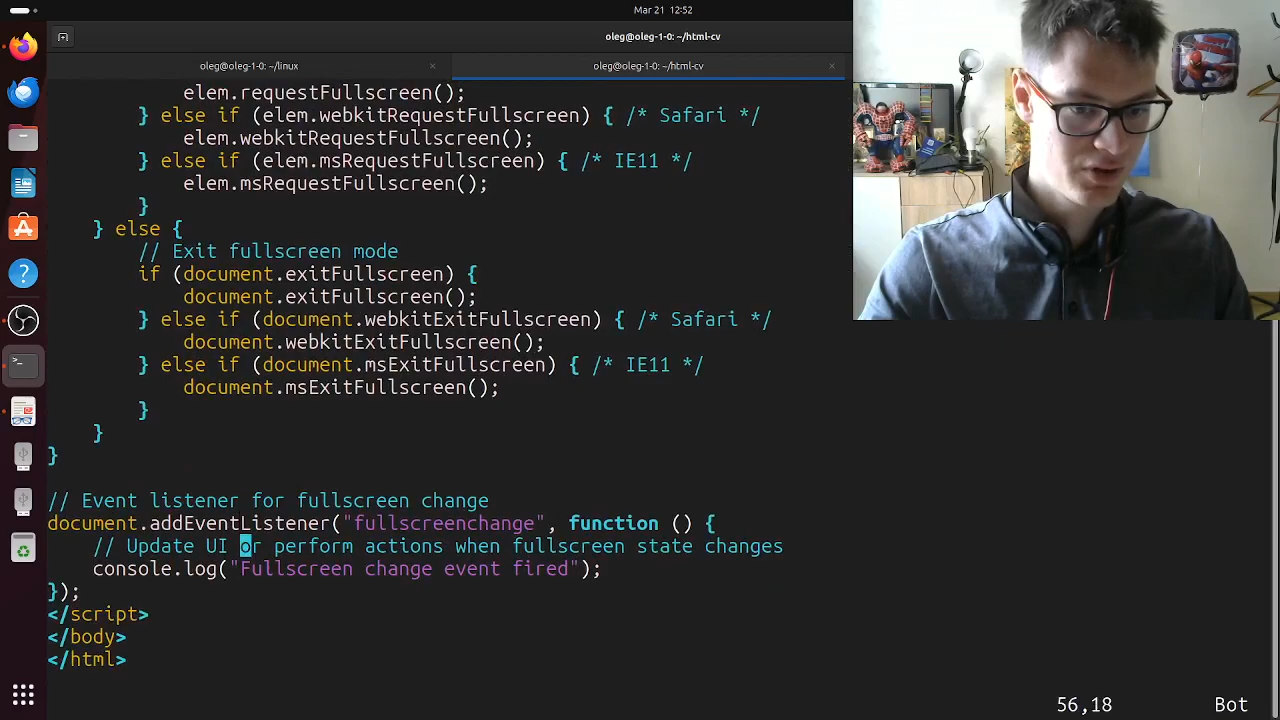 Mar 21 12:52
oleg@oleg-1-0: ~/html-cv
oleg@oleg-1-0: ~/linux
oleg@oleg-1-0: ~/html-cv
elem.requestFullscreen();
} else if (elem.webkitRequestFullscreen) { /* Safari */
elem.webkitRequestFullscreen();
} else if (elem.msRequestFullscreen) { /* IE11 */
elem.msRequestFullscreen();
}
} else {
// Exit fullscreen mode
if (document.exitFullscreen) {
document.exitFullscreen();
} else if (document.webkitExitFullscreen) { /* Safari */
document.webkitExitFullscreen();
} else if (document.msExitFullscreen) { /* IE11 */
document.msExitFullscreen();
}
}
}
// Event listener for fullscreen change
document.addEventListener("fullscreenchange", function () {
// Update UI or perform actions when fullscreen state changes
console.log("Fullscreen change event fired");
});
</script>
</body>
</html>
56,18
Bot